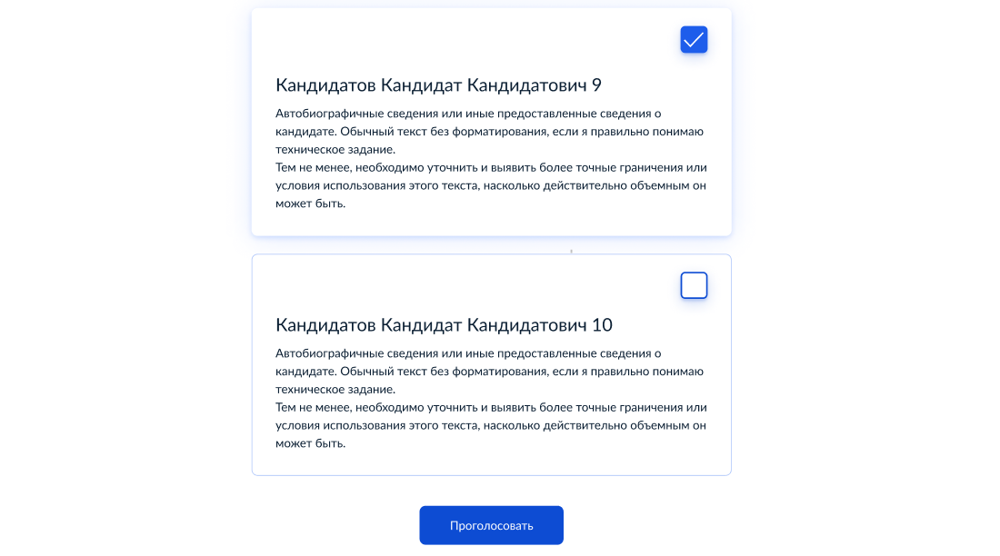 Кандидатов Кандидат Кандидатович 9
Автобиографичные сведения или иные предоставленные сведения о
кандидате. Обычный текст без форматирования, если я правильно понимаю
техническое задание.
Тем не менее, необходимо уточнить и выявить более точные граничения или
условия использования этого текста, насколько действительно объемным он
может быть.
Кандидатов Кандидат Кандидатович 10
Автобиографичные сведения или иные предоставленные сведения о
кандидате. Обычный текст без форматирования, если я правильно понимаю
техническое задание.
Тем не менее, необходимо уточнить и выявить более точные граничения или
условия использования этого текста, насколько действительно объемным он
может быть.
Проголосовать